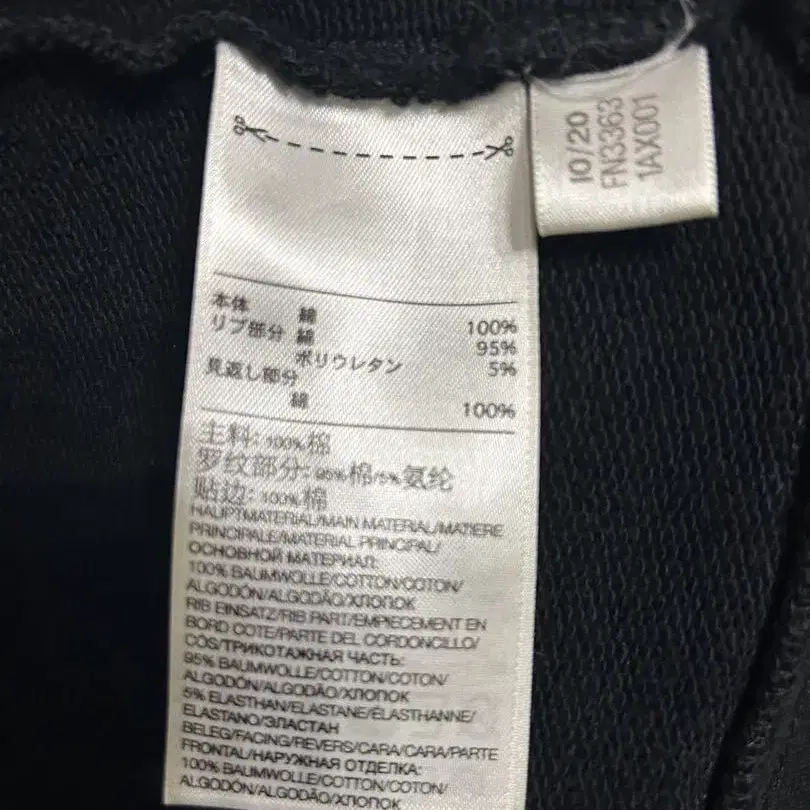 10/20
FN3363
1AX001
本体 綿 100%
リブ部分 綿 95%
ポリウレタン 5%
見返し部分
綿 100%
主料: 100%棉
罗纹部分: 95%棉/5%氨纶
贴边: 100%棉
HAUPTMATERIAL/MAIN MATERIAL/MATIERE
PRINCIPALE/MATERIAL PRINCIPAL/
ОСНОВНОЙ МАТЕРИАЛ:
100% BAUMWOLLE/COTTON/COTON/
ALGODÓN/ALGODÃO/ХЛОПОК
RIB EINSATZ/RIB PART/EMPIECEMENT EN
BORD COTE/PARTE DEL CORDONCILLO/
CÓS/ТРИКОТАЖНАЯ ЧАСТЬ:
95% BAUMWOLLE/COTTON/COTON/
ALGODÓN/ALGODÃO/ХЛОПОК
5% ELASTHAN/ELASTANE/ÉLASTHANNE/
ELASTANO/ЭЛАСТАН
BELEG/FACING/REVERS/CARA/CARA/PARTE
FRONTAL/НАРУЖНАЯ ОТДЕЛКА:
100% BAUMWOLLE/COTTON/COTON/
ALGODÓN/ALGODÃO/ХЛОПОК